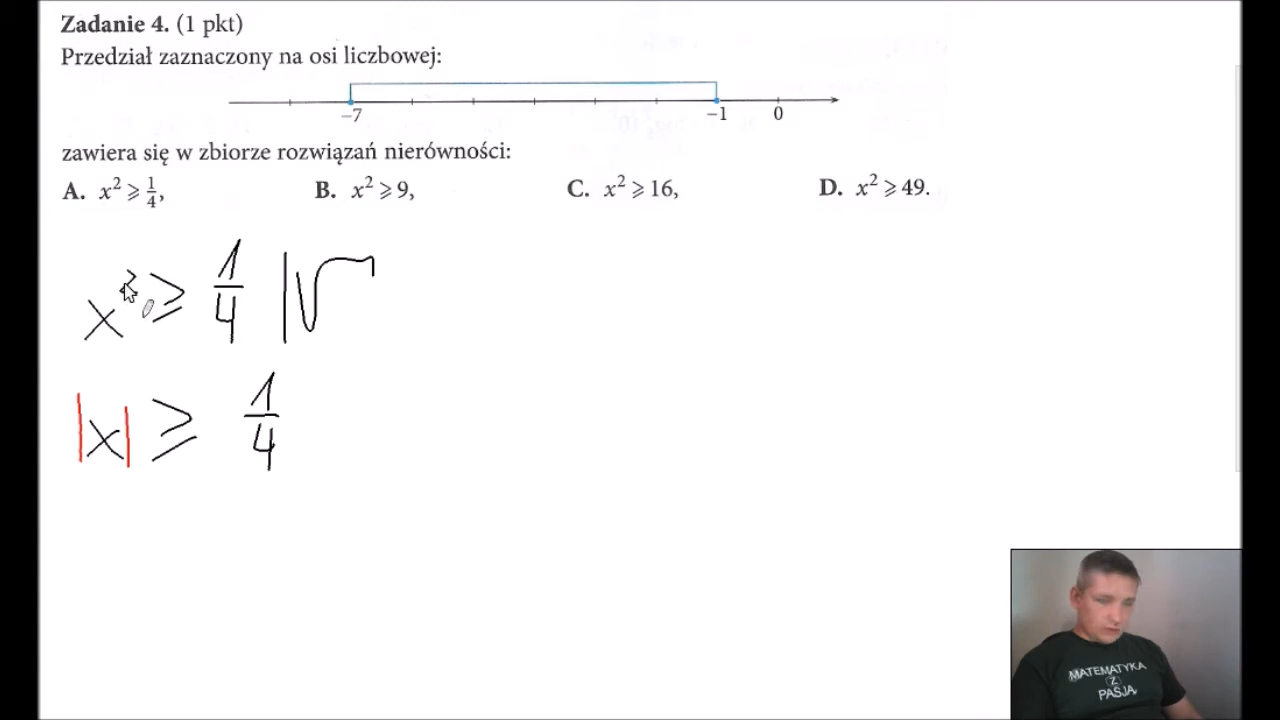 Zadanie 4. (1 pkt)
Przedział zaznaczony na osi liczbowej:
−7 −1 0
zawiera się w zbiorze rozwiązań nierówności:
A. x² ⩾ 1/4, B. x² ⩾ 9, C. x² ⩾ 16, D. x² ⩾ 49.
x² ≥ 1/4 |√
|x| ≥ 1/4
MATEMATYKA
Z
PASJĄ